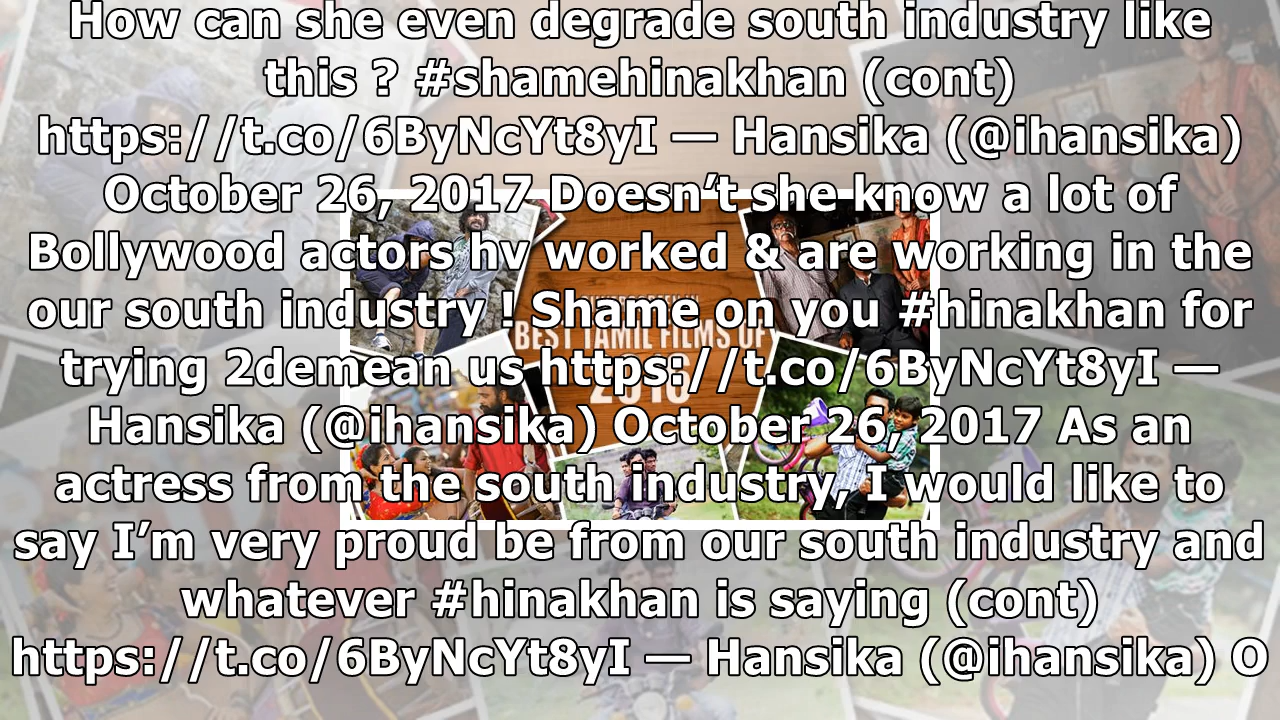 How can she even degrade south industry like
this ? #shamehinakhan (cont)
https://t.co/6ByNcYt8yI — Hansika (@ihansika)
October 26, 2017 Doesn’t she know a lot of
Bollywood actors hv worked & are working in the
our south industry ! Shame on you #hinakhan for
trying 2demean us https://t.co/6ByNcYt8yI —
Hansika (@ihansika) October 26, 2017 As an
actress from the south industry, I would like to
say I’m very proud be from our south industry and
whatever #hinakhan is saying (cont)
https://t.co/6ByNcYt8yI — Hansika (@ihansika) O
BEST TAMIL FILMS OF